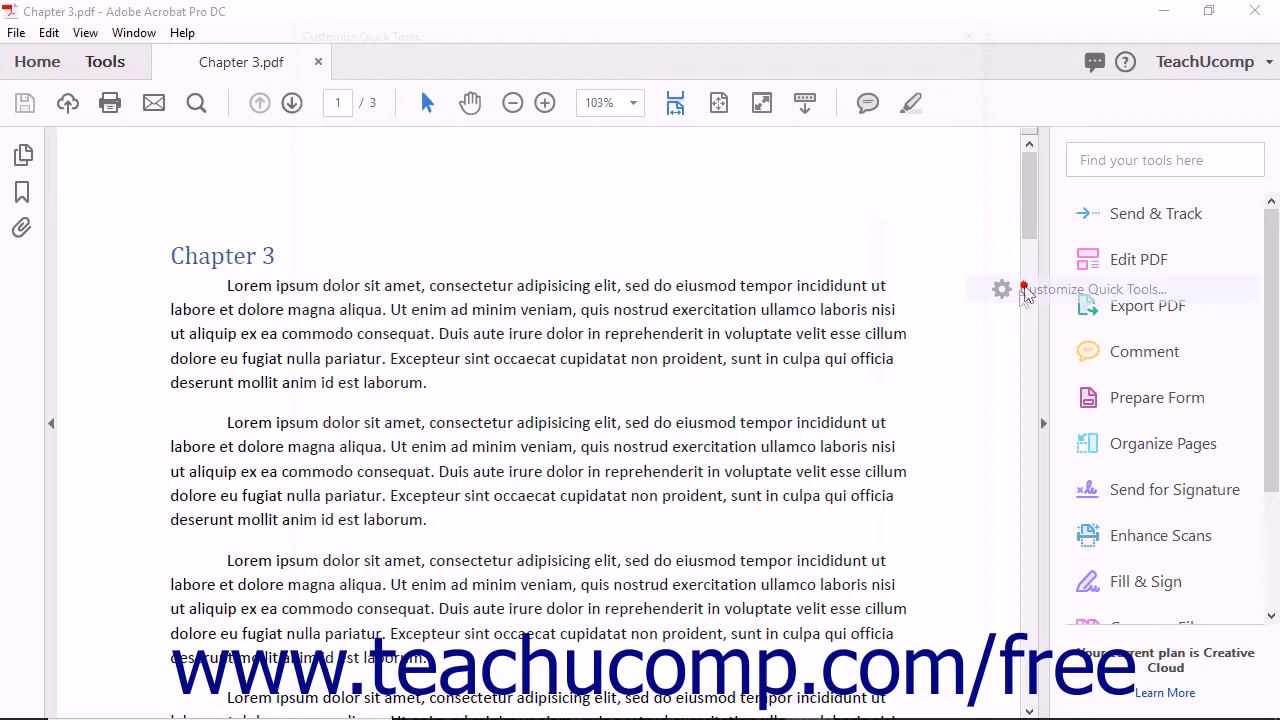 Chapter 3.pdf - Adobe Acrobat Pro DC
File Edit View Window Help
Customize Quick Tools
Home Tools Chapter 3.pdf × TeachUcomp
1 / 3 103%
Find your tools here
Send & Track
Edit PDF
Customize Quick Tools...
Export PDF
Comment
Prepare Form
Organize Pages
Send for Signature
Enhance Scans
Fill & Sign
Your current plan is Creative
Cloud
Learn More
Chapter 3
Lorem ipsum dolor sit amet, consectetur adipisicing elit, sed do eiusmod tempor incididunt ut
labore et dolore magna aliqua. Ut enim ad minim veniam, quis nostrud exercitation ullamco laboris nisi
ut aliquip ex ea commodo consequat. Duis aute irure dolor in reprehenderit in voluptate velit esse cillum
dolore eu fugiat nulla pariatur. Excepteur sint occaecat cupidatat non proident, sunt in culpa qui officia
deserunt mollit anim id est laborum.
Lorem ipsum dolor sit amet, consectetur adipisicing elit, sed do eiusmod tempor incididunt ut
labore et dolore magna aliqua. Ut enim ad minim veniam, quis nostrud exercitation ullamco laboris nisi
ut aliquip ex ea commodo consequat. Duis aute irure dolor in reprehenderit in voluptate velit esse cillum
dolore eu fugiat nulla pariatur. Excepteur sint occaecat cupidatat non proident, sunt in culpa qui officia
deserunt mollit anim id est laborum.
Lorem ipsum dolor sit amet, consectetur adipisicing elit, sed do eiusmod tempor incididunt ut
labore et dolore magna aliqua. Ut enim ad minim veniam, quis nostrud exercitation ullamco laboris nisi
ut aliquip ex ea commodo consequat. Duis aute irure dolor in reprehenderit in voluptate velit esse cillum
dolore eu fugiat nulla pariatur. Excepteur sint occaecat cupidatat non proident, sunt in culpa qui officia
deserunt mollit anim id est laborum.
www.teachucomp.com/free
Lorem ipsum dolor sit amet, consectetur adipisicing elit, sed do eiusmod tempor incididunt ut